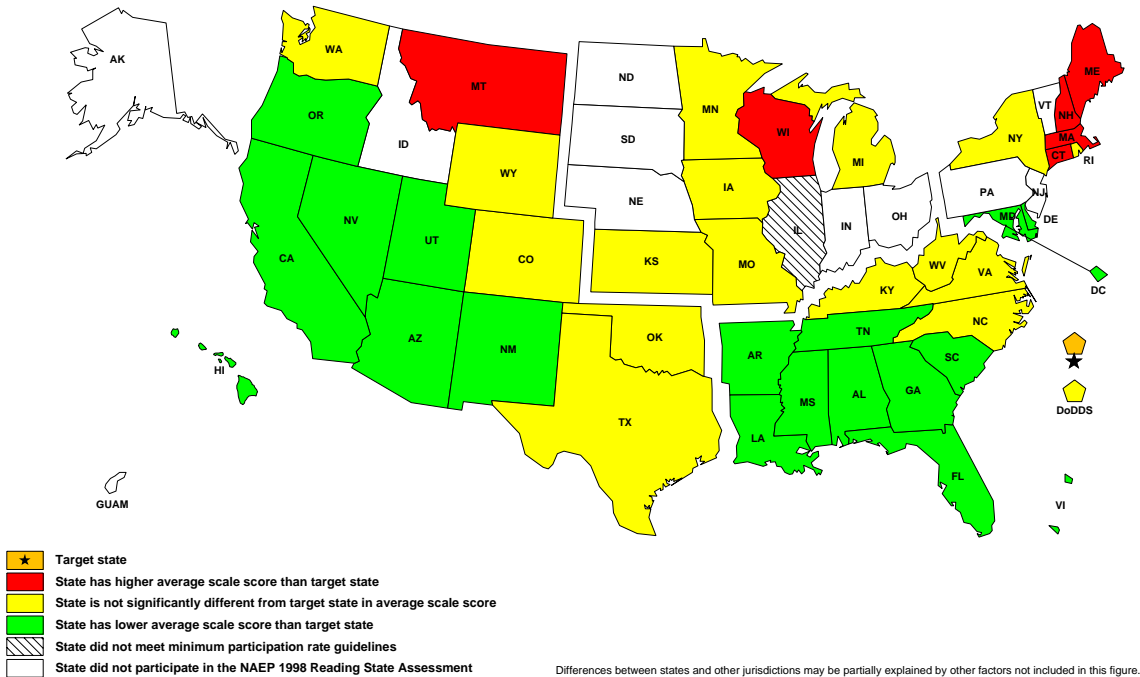 AK
WA
MT
ND
MN
ME
VT
NH
OR
ID
SD
WI
NY
MA
CT
RI
MI
WY
IA
NE
PA
NJ
NV
UT
IL
IN
OH
MD
DE
CA
CO
KS
MO
WV
VA
DC
KY
AZ
NM
OK
AR
TN
NC
HI
SC
MS
AL
GA
DoDDS
TX
LA
FL
GUAM
VI
Target state
State has higher average scale score than target state
State is not significantly different from target state in average scale score
State has lower average scale score than target state
State did not meet minimum participation rate guidelines
State did not participate in the NAEP 1998 Reading State Assessment
Differences between states and other jurisdictions may be partially explained by other factors not included in this figure.